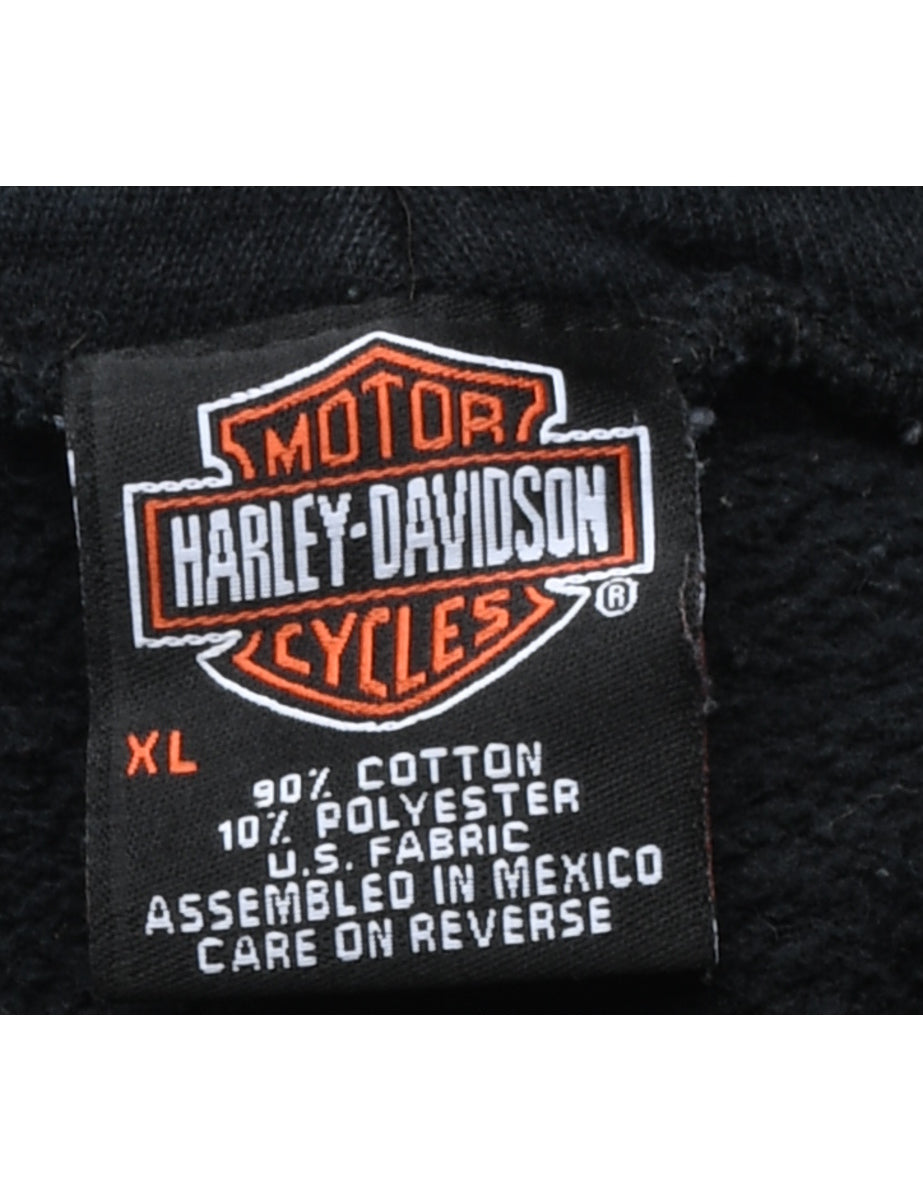 MOTOR
HARLEY-DAVIDSON
CYCLES
®
XL
90% COTTON
10% POLYESTER
U.S. FABRIC
ASSEMBLED IN MEXICO
CARE ON REVERSE